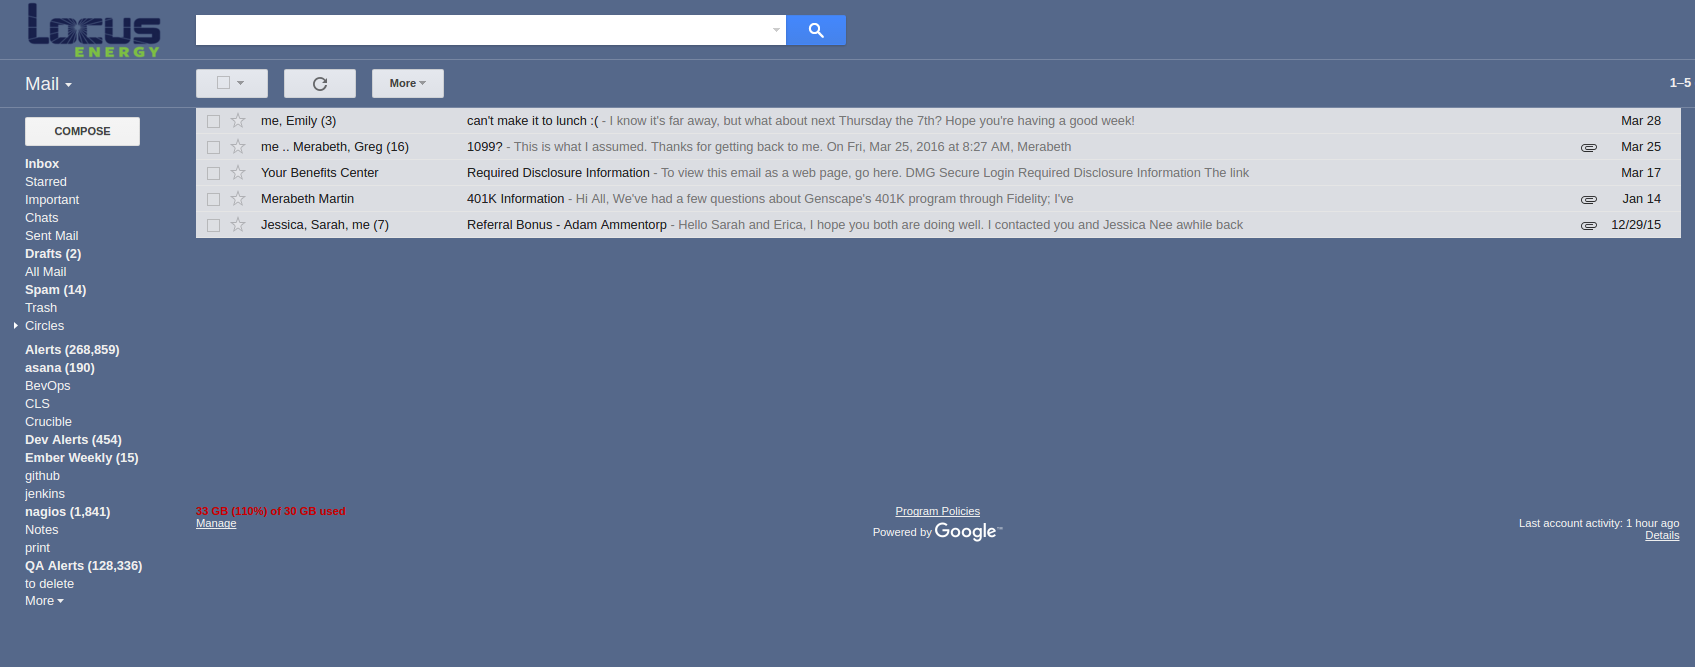 Locus
ENERGY
Mail
More
1–5
COMPOSE
me, Emily (3) can't make it to lunch :( - I know it's far away, but what about next Thursday the 7th? Hope you're having a good week! Mar 28
me .. Merabeth, Greg (16) 1099? - This is what I assumed. Thanks for getting back to me. On Fri, Mar 25, 2016 at 8:27 AM, Merabeth Mar 25
Your Benefits Center Required Disclosure Information - To view this email as a web page, go here. DMG Secure Login Required Disclosure Information The link Mar 17
Merabeth Martin 401K Information - Hi All, We've had a few questions about Genscape's 401K program through Fidelity; I've Jan 14
Jessica, Sarah, me (7) Referral Bonus - Adam Ammentorp - Hello Sarah and Erica, I hope you both are doing well. I contacted you and Jessica Nee awhile back 12/29/15
Inbox
Starred
Important
Chats
Sent Mail
Drafts (2)
All Mail
Spam (14)
Trash
Circles
Alerts (268,859)
asana (190)
BevOps
CLS
Crucible
Dev Alerts (454)
Ember Weekly (15)
github
jenkins
nagios (1,841)
Notes
print
QA Alerts (128,336)
to delete
More
33 GB (110%) of 30 GB used
Manage
Program Policies
Powered by Google™
Last account activity: 1 hour ago
Details